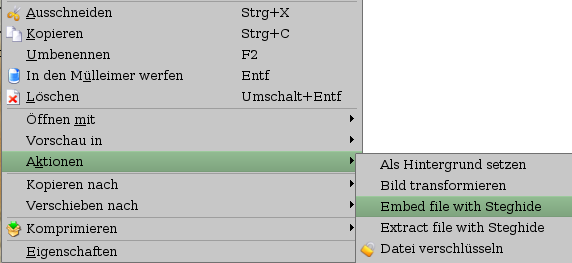 Ausschneiden Strg+X
Kopieren Strg+C
Umbenennen F2
In den Mülleimer werfen Entf
Löschen Umschalt+Entf
Öffnen mit
Vorschau in
Aktionen
Kopieren nach
Verschieben nach
Komprimieren
Eigenschaften
Als Hintergrund setzen
Bild transformieren
Embed file with Steghide
Extract file with Steghide
Datei verschlüsseln